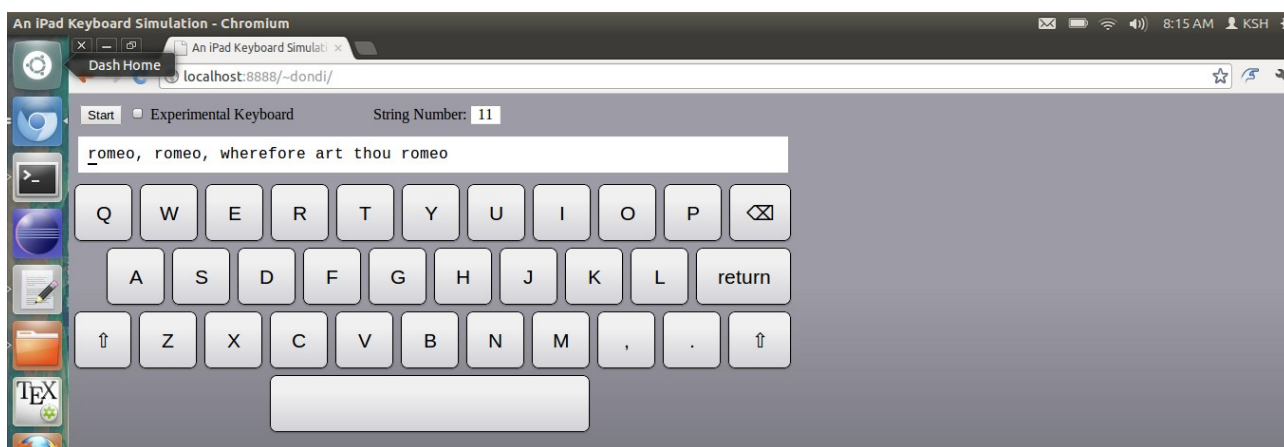 An iPad Keyboard Simulation - Chromium 8:15 AM KSH
An iPad Keyboard Simulati
Dash Home
localhost:8888/~dondi/
Start Experimental Keyboard String Number: 11
romeo, romeo, wherefore art thou romeo
Q W E R T Y U I O P ⌫
A S D F G H J K L return
⇧ Z X C V B N M , . ⇧
TEX